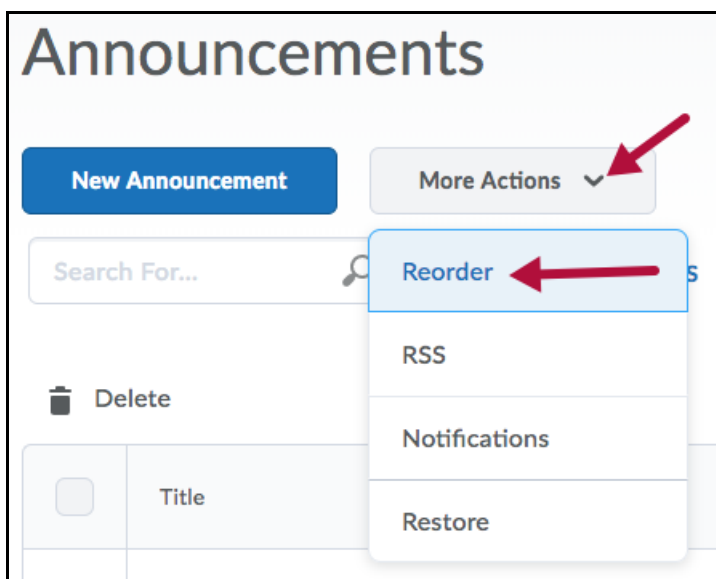 Announcements
New Announcement
More Actions
Search For...
Reorder
s
RSS
Delete
Notifications
Title
Restore